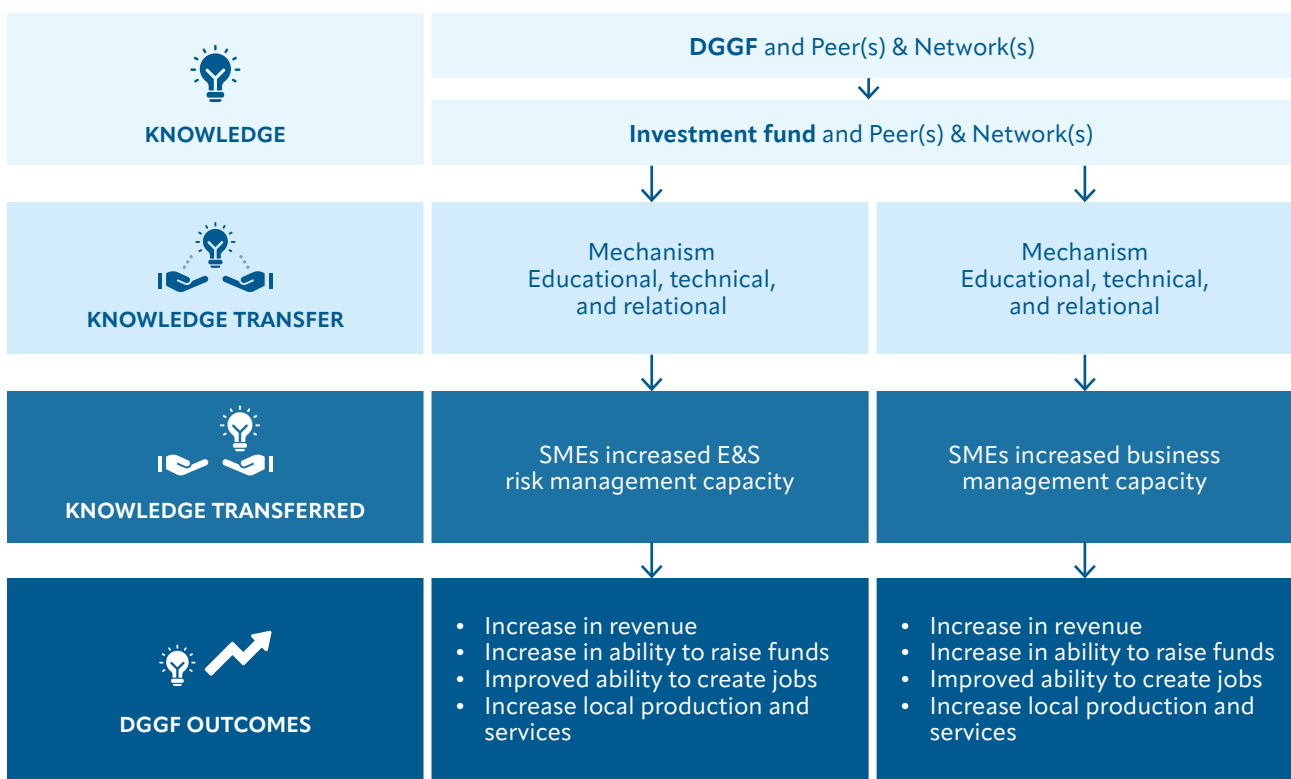 KNOWLEDGE
DGGF and Peer(s) & Network(s)
Investment fund and Peer(s) & Network(s)
KNOWLEDGE TRANSFER
Mechanism
Educational, technical,
and relational
Mechanism
Educational, technical,
and relational
KNOWLEDGE TRANSFERRED
SMEs increased E&S
risk management capacity
SMEs increased business
management capacity
DGGF OUTCOMES
• Increase in revenue
• Increase in ability to raise funds
• Improved ability to create jobs
• Increase local production and
services
• Increase in revenue
• Increase in ability to raise funds
• Improved ability to create jobs
• Increase local production and
services